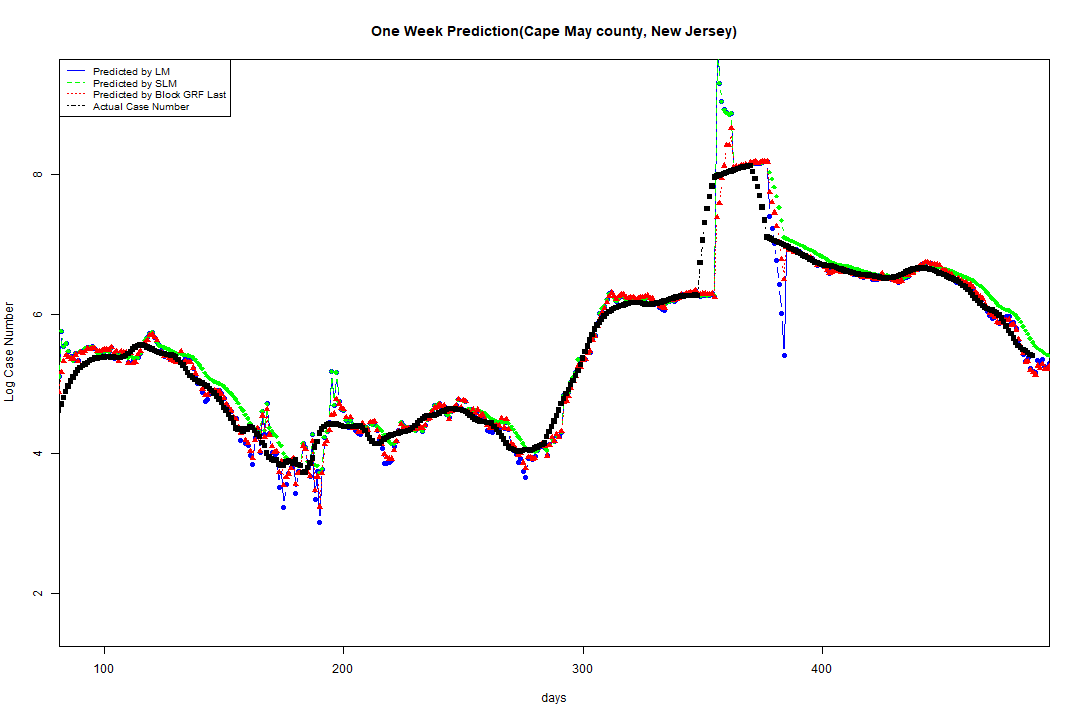 One Week Prediction(Cape May county, New Jersey)
Predicted by LM
Predicted by SLM
Predicted by Block GRF Last
Actual Case Number
Log Case Number
8
6
4
2
100 200 300 400
days